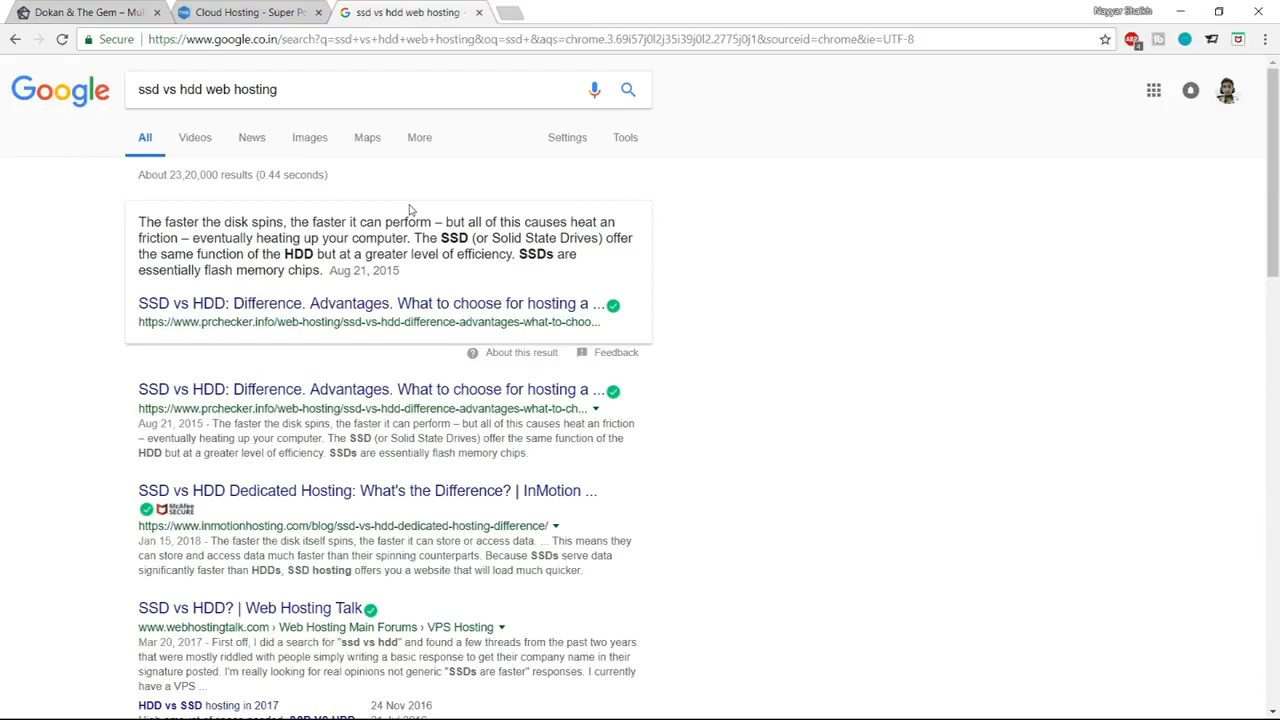 Dokan & The Gem – Mul
Cloud Hosting - Super Po
ssd vs hdd web hosting
Nayyar Shaikh
Secure
https://www.google.co.in/search?q=ssd+vs+hdd+web+hosting&oq=ssd+&aqs=chrome.3.69i57j0l2j35i39j0l2.2775j0j1&sourceid=chrome&ie=UTF-8
Google
ssd vs hdd web hosting
All Videos News Images Maps More Settings Tools
About 23,20,000 results (0.44 seconds)
The faster the disk spins, the faster it can perform – but all of this causes heat an
friction – eventually heating up your computer. The SSD (or Solid State Drives) offer
the same function of the HDD but at a greater level of efficiency. SSDs are
essentially flash memory chips. Aug 21, 2015
SSD vs HDD: Difference. Advantages. What to choose for hosting a ...
https://www.prchecker.info/web-hosting/ssd-vs-hdd-difference-advantages-what-to-choo...
About this result Feedback
SSD vs HDD: Difference. Advantages. What to choose for hosting a ...
https://www.prchecker.info/web-hosting/ssd-vs-hdd-difference-advantages-what-to-ch...
Aug 21, 2015 - The faster the disk spins, the faster it can perform – but all of this causes heat an friction
– eventually heating up your computer. The SSD (or Solid State Drives) offer the same function of the
HDD but at a greater level of efficiency. SSDs are essentially flash memory chips.
SSD vs HDD Dedicated Hosting: What's the Difference? | InMotion ...
McAfee
SECURE
https://www.inmotionhosting.com/blog/ssd-vs-hdd-dedicated-hosting-difference/
Jan 15, 2018 - The faster the disk itself spins, the faster it can store or access data. ... This means they
can store and access data much faster than their spinning counterparts. Because SSDs serve data
significantly faster than HDDs, SSD hosting offers you a website that will load much quicker.
SSD vs HDD? | Web Hosting Talk
www.webhostingtalk.com › Web Hosting Main Forums › VPS Hosting
Mar 20, 2017 - First off, I did a search for "ssd vs hdd" and found a few threads from the past two years
that were mostly riddled with people simply writing a basic response to get their company name in their
signature posted. I'm really looking for real opinions not generic "SSDs are faster" responses. I currently
have a VPS ...
HDD vs SSD hosting in 2017 24 Nov 2016